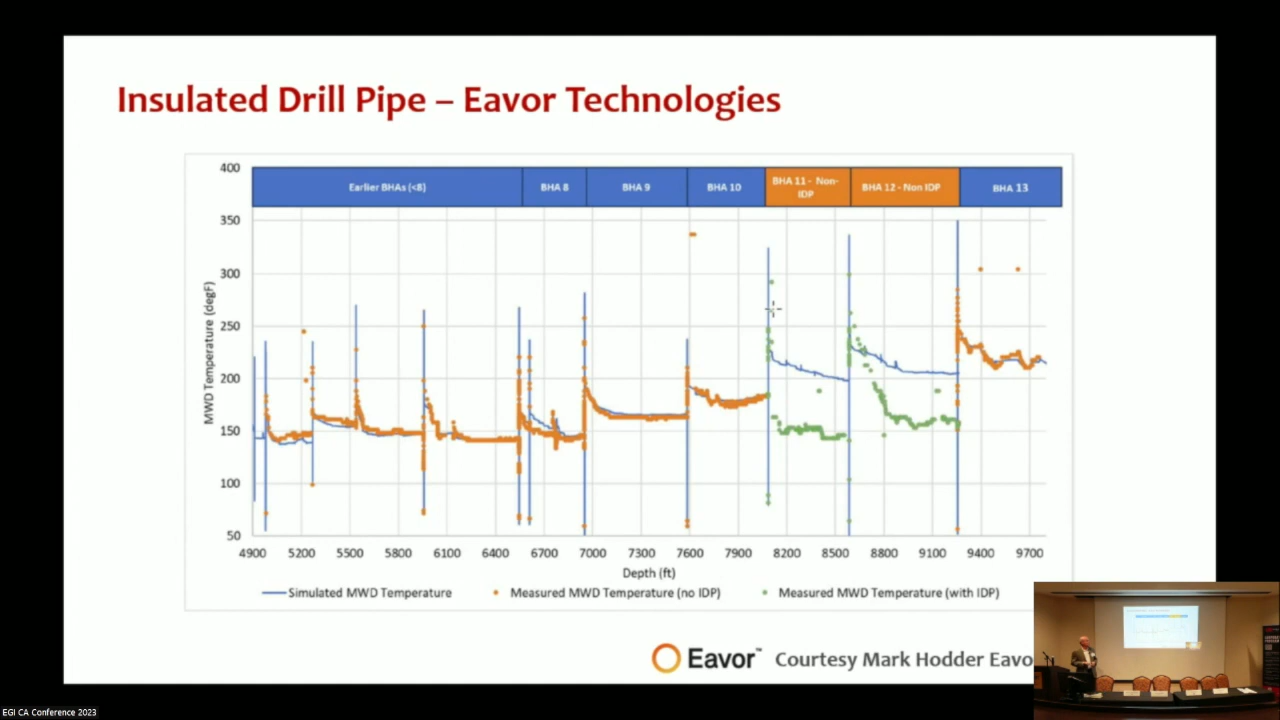 Insulated Drill Pipe – Eavor Technologies
400
Earlier BHAs (<8)
BHA 8
BHA 9
BHA 10
BHA 11 - Non-
IDP
BHA 12 - Non IDP
BHA 13
350
300
250
200
150
100
50
MWD Temperature (degF)
4900 5200 5500 5800 6100 6400 6700 7000 7300 7600 7900 8200 8500 8800 9100 9400 9700
Depth (ft)
Simulated MWD Temperature
Measured MWD Temperature (no IDP)
Measured MWD Temperature (with IDP)
Eavor™
Courtesy Mark Hodder Eavo
EGI CA Conference 2023